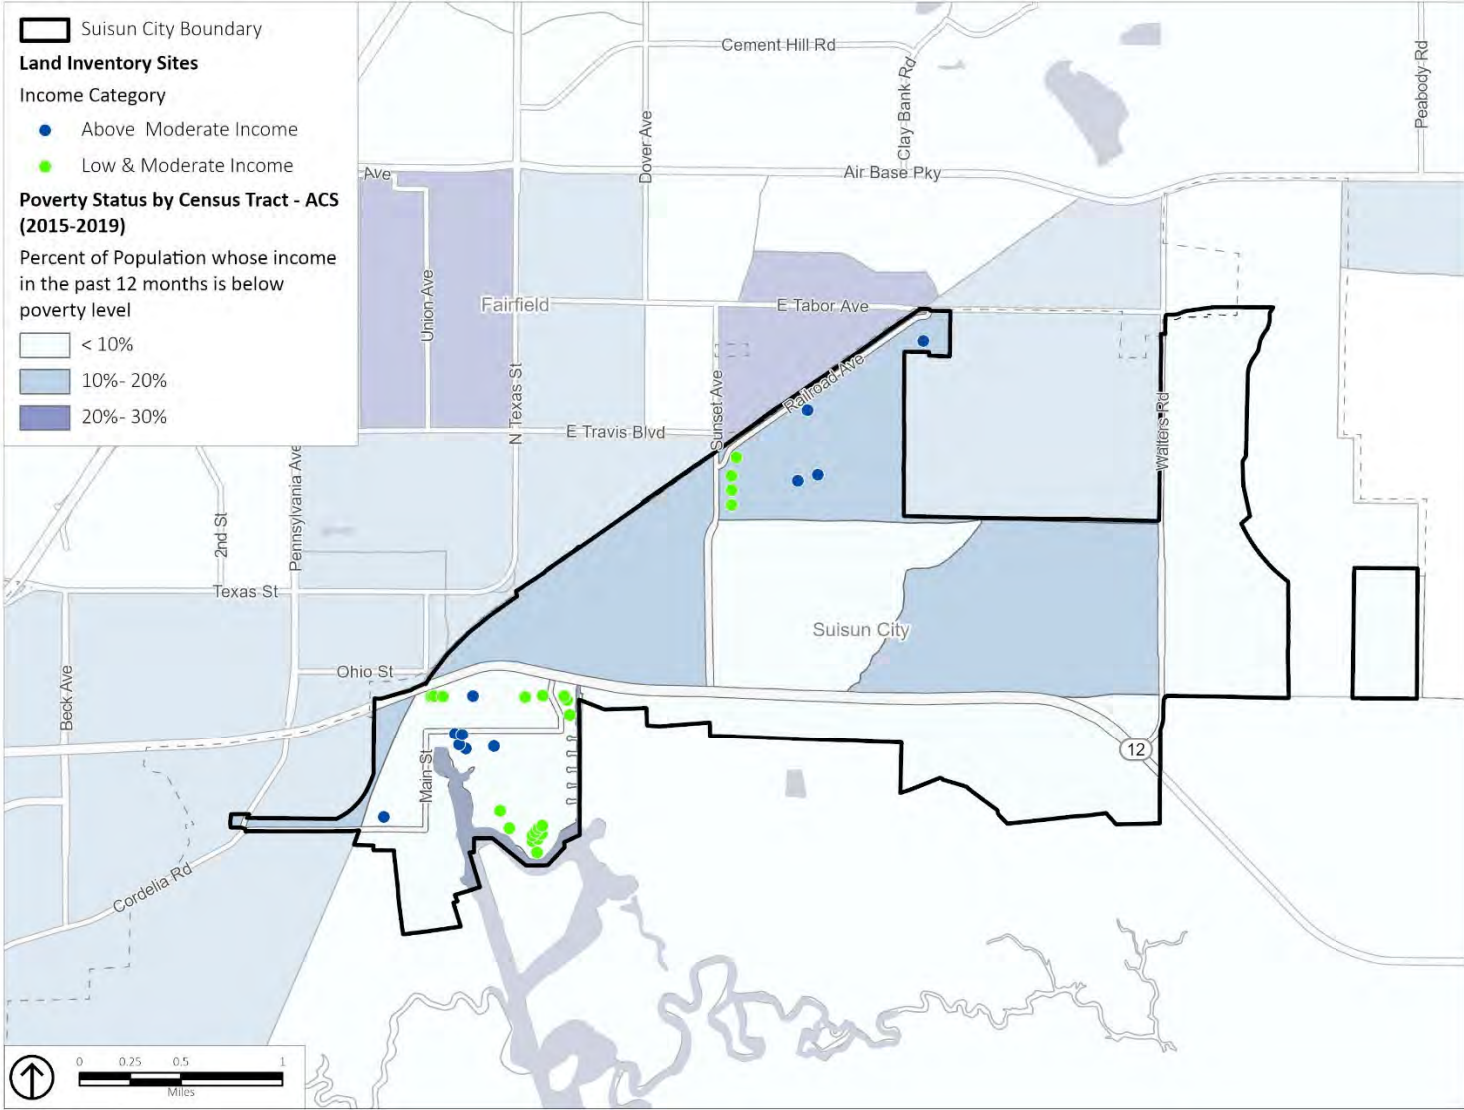 Suisun City Boundary
Land Inventory Sites
Income Category
Above Moderate Income
Low & Moderate Income
Poverty Status by Census Tract - ACS
(2015-2019)
Percent of Population whose income
in the past 12 months is below
poverty level
< 10%
10%- 20%
20%- 30%
Cement Hill Rd
Clay Bank Rd
Peabody Rd
Dover Ave
Ave
Air Base Pky
Union Ave
Fairfield
E Tabor Ave
N Texas St
Sunset Ave
Railroad Ave
E Travis Blvd
Walters Rd
2nd St
Pennsylvania Ave
Texas St
Suisun City
Ohio St
Beck Ave
Main St
12
Cordelia Rd
0 0.25 0.5 1
Miles